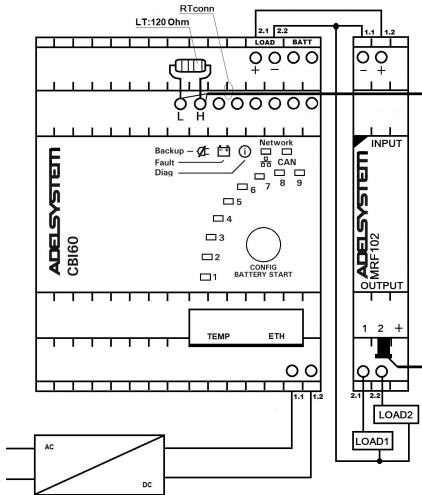 RTconn
LT:120 Ohm
2.1 2.2
1.1 1.2
LOAD BATT
+ −
− +
L H
INPUT
Network
Backup
CAN
Fault
Diag
9
8
7
6
5
4
3
2
1
CONFIG
BATTERY START
ADELSYSTEM
CBI60
ADELSYSTEM
MRF102
OUTPUT
1 2 +
TEMP ETH
1.1 1.2
2.1 2.2
LOAD2
LOAD1
AC
DC